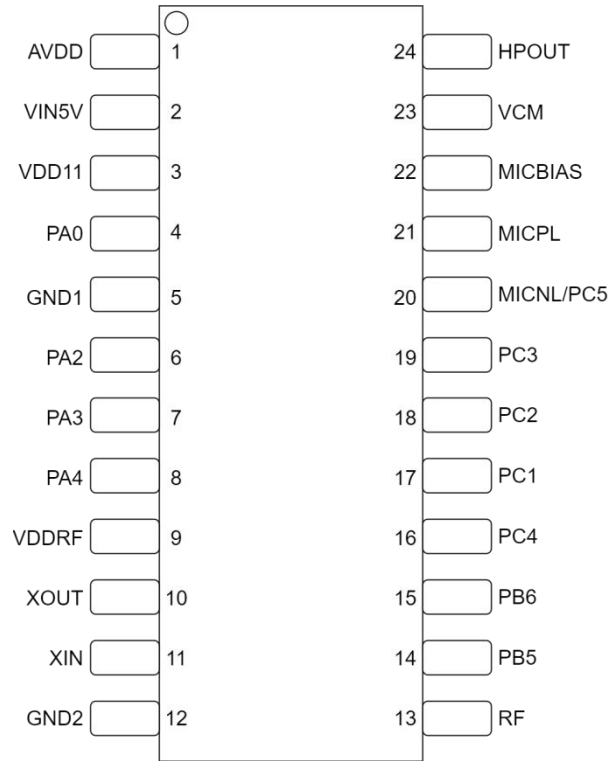 AVDD 1 24 HPOUT
VIN5V 2 23 VCM
VDD11 3 22 MICBIAS
PA0 4 21 MICPL
GND1 5 20 MICNL/PC5
PA2 6 19 PC3
PA3 7 18 PC2
PA4 8 17 PC1
VDDRF 9 16 PC4
XOUT 10 15 PB6
XIN 11 14 PB5
GND2 12 13 RF